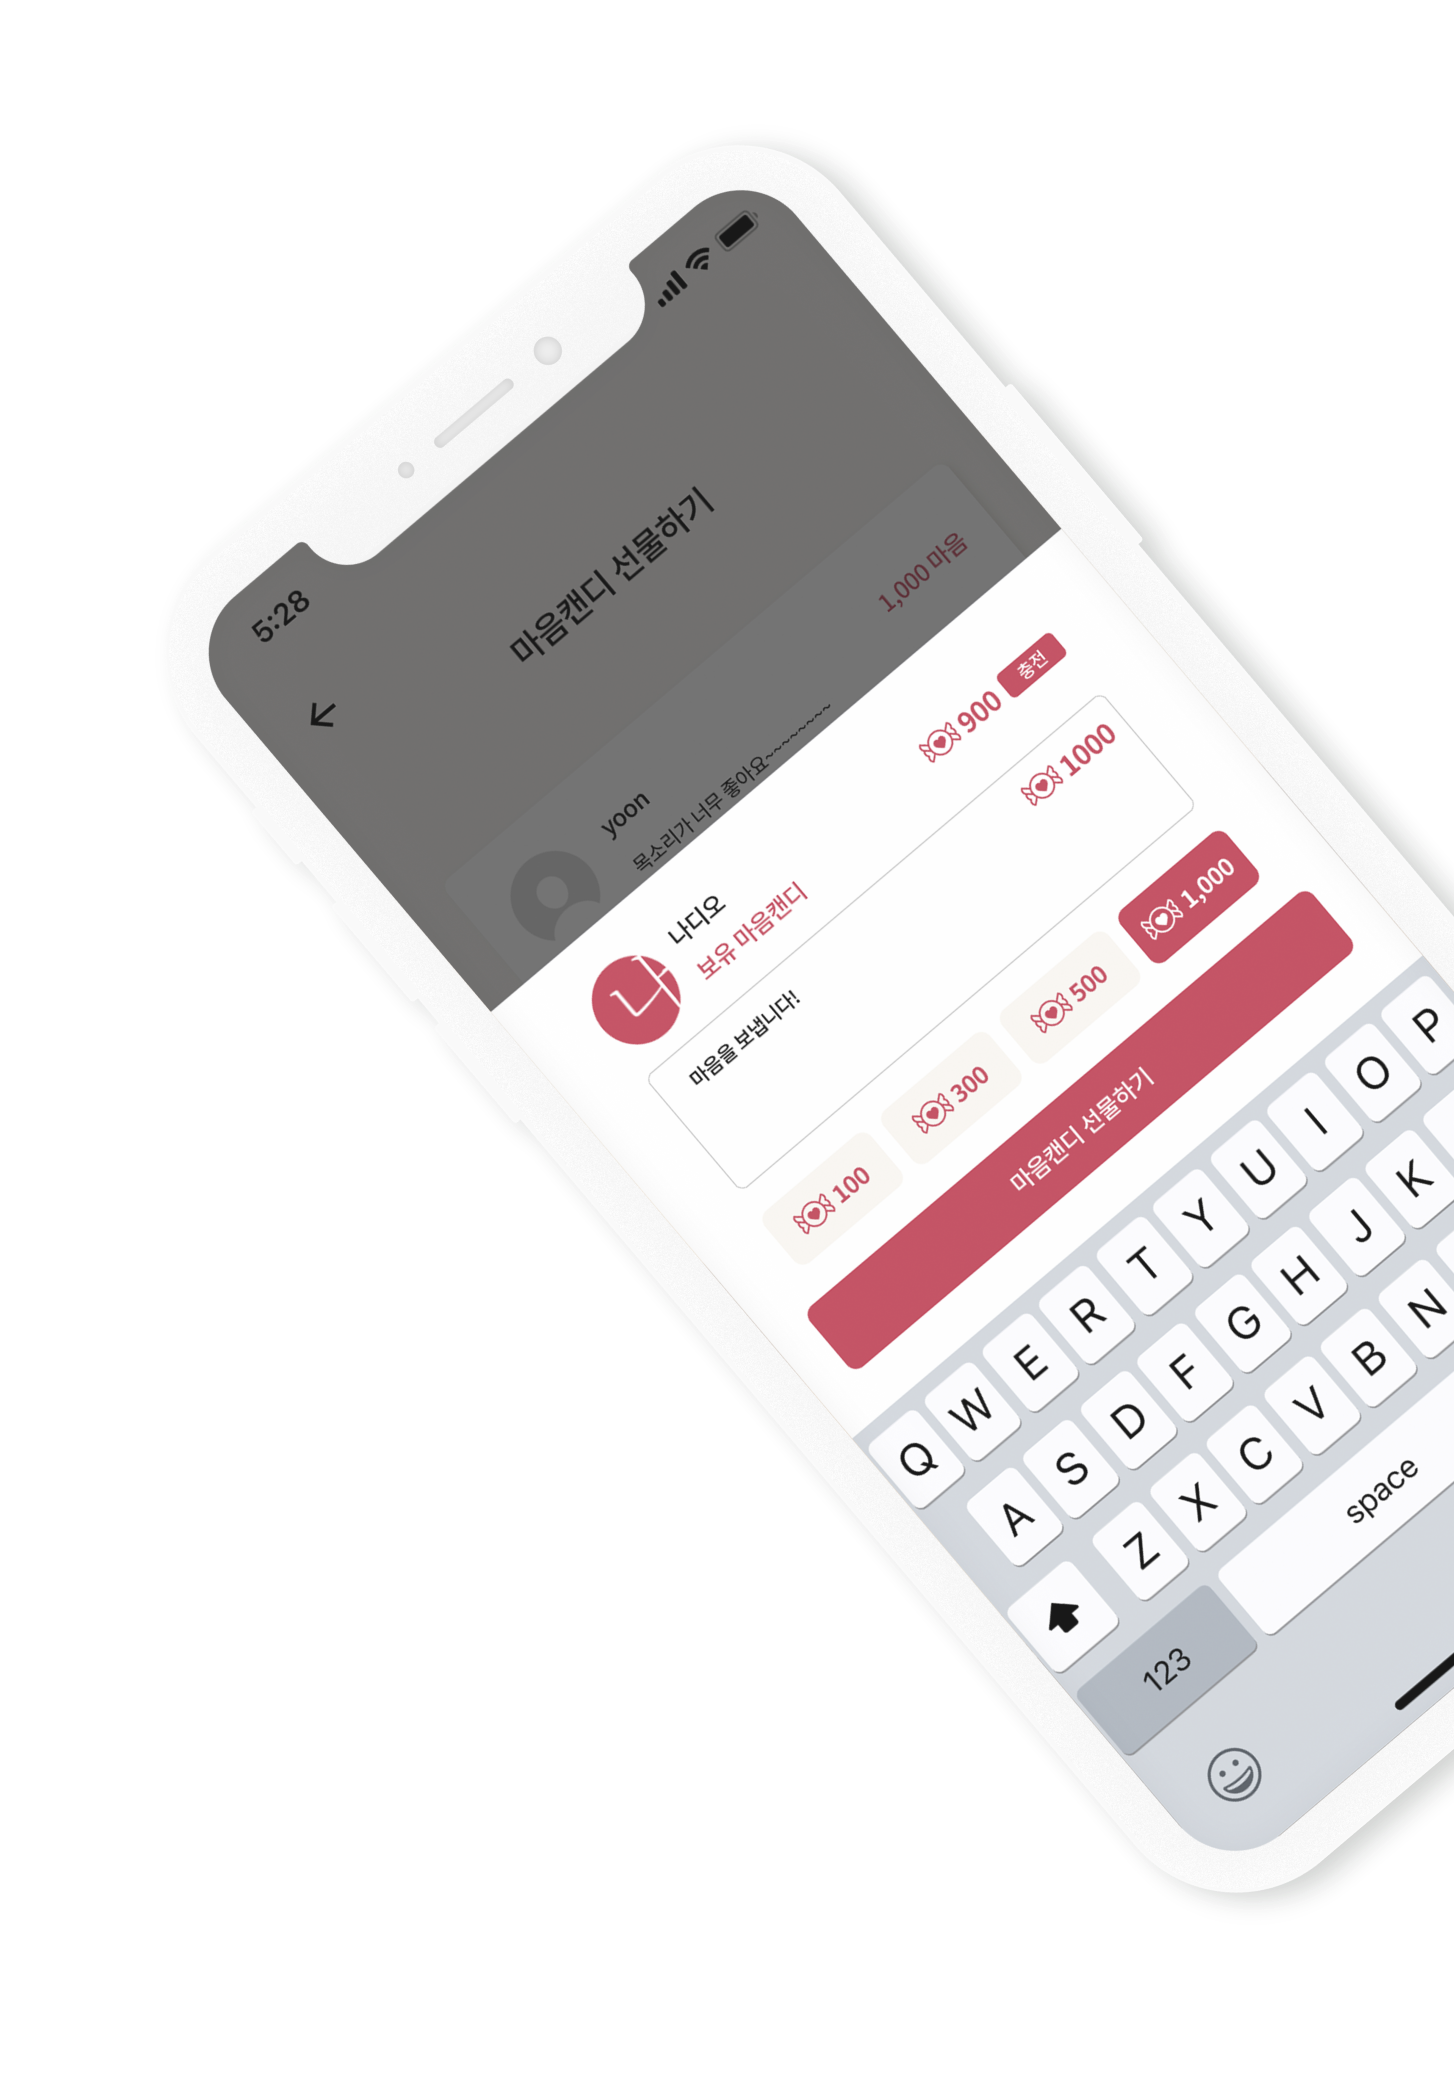 5:28
마음캔디 선물하기
1,000 마음
yoon
목소리가 너무 좋아요~~~~~~~~
나디오
보유 마음캔디
900 충전
마음을 보냅니다!
1000
100
300
500
1,000
마음캔디 선물하기
Q W E R T Y U I O P
A S D F G H J K
Z X C V B N
123
space